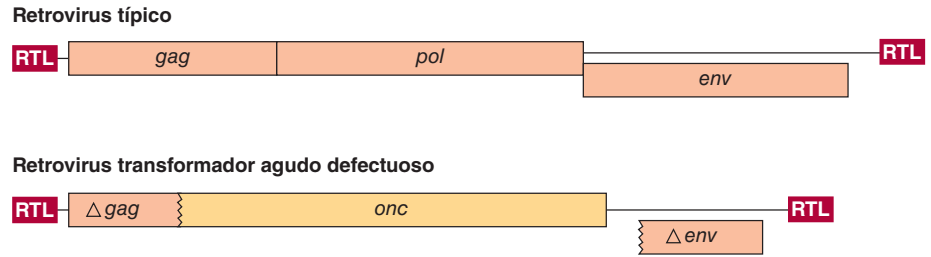 Retrovirus típico
RTL gag pol RTL
env
Retrovirus transformador agudo defectuoso
RTL △ gag onc RTL
△ env